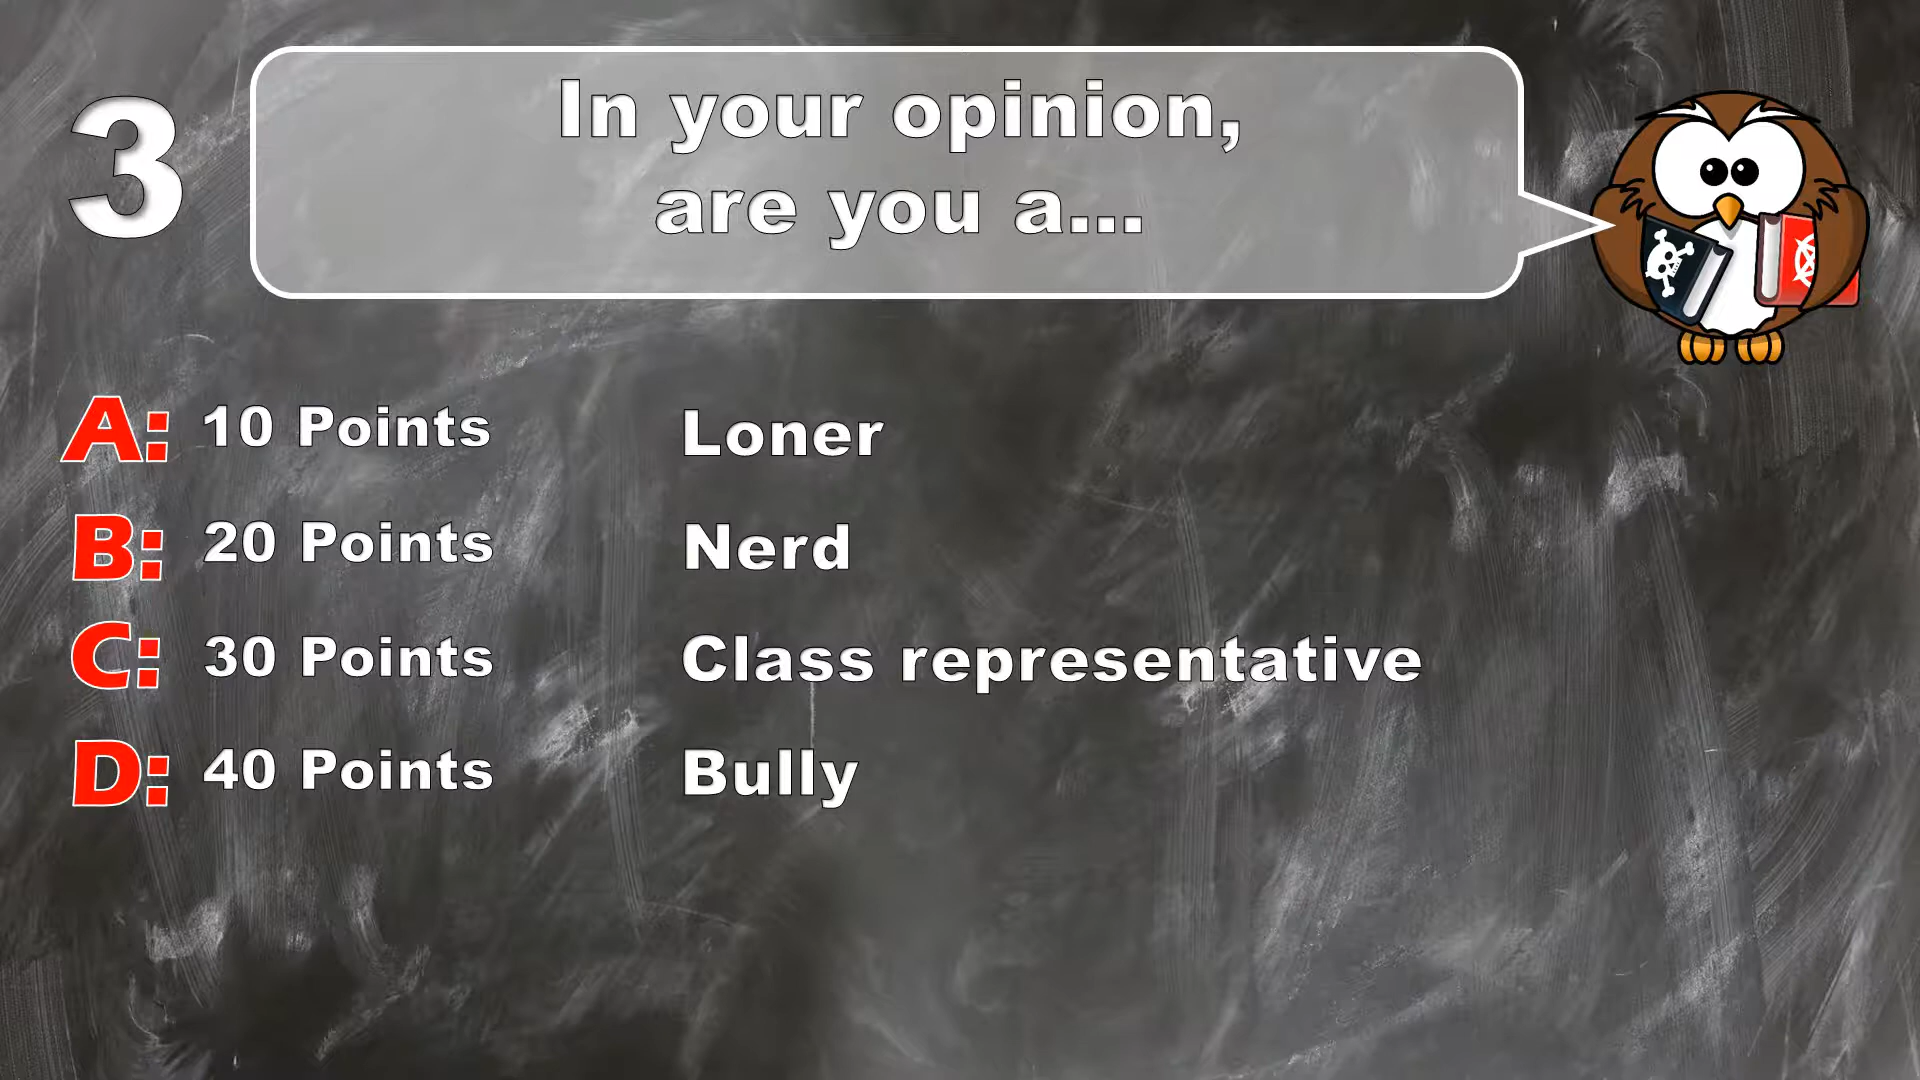 3
In your opinion,
are you a...
A: 10 Points Loner
B: 20 Points Nerd
C: 30 Points Class representative
D: 40 Points Bully